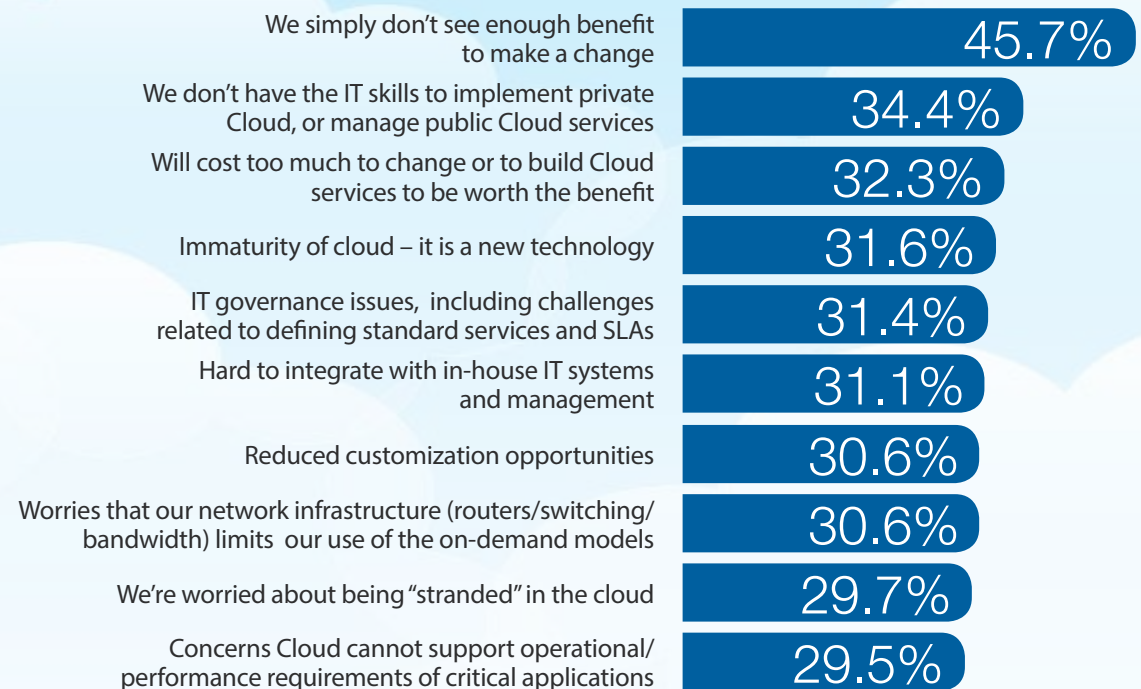 We simply don’t see enough benefit
to make a change
45.7%
We don’t have the IT skills to implement private
Cloud, or manage public Cloud services
34.4%
Will cost too much to change or to build Cloud
services to be worth the benefit
32.3%
Immaturity of cloud – it is a new technology
31.6%
IT governance issues,  including challenges
related to defining standard services and SLAs
31.4%
Hard to integrate with in-house IT systems
and management
31.1%
Reduced customization opportunities
30.6%
Worries that our network infrastructure (routers/switching/
bandwidth) limits  our use of the on-demand models
30.6%
We’re worried about being “stranded” in the cloud
29.7%
Concerns Cloud cannot support operational/
performance requirements of critical applications
29.5%